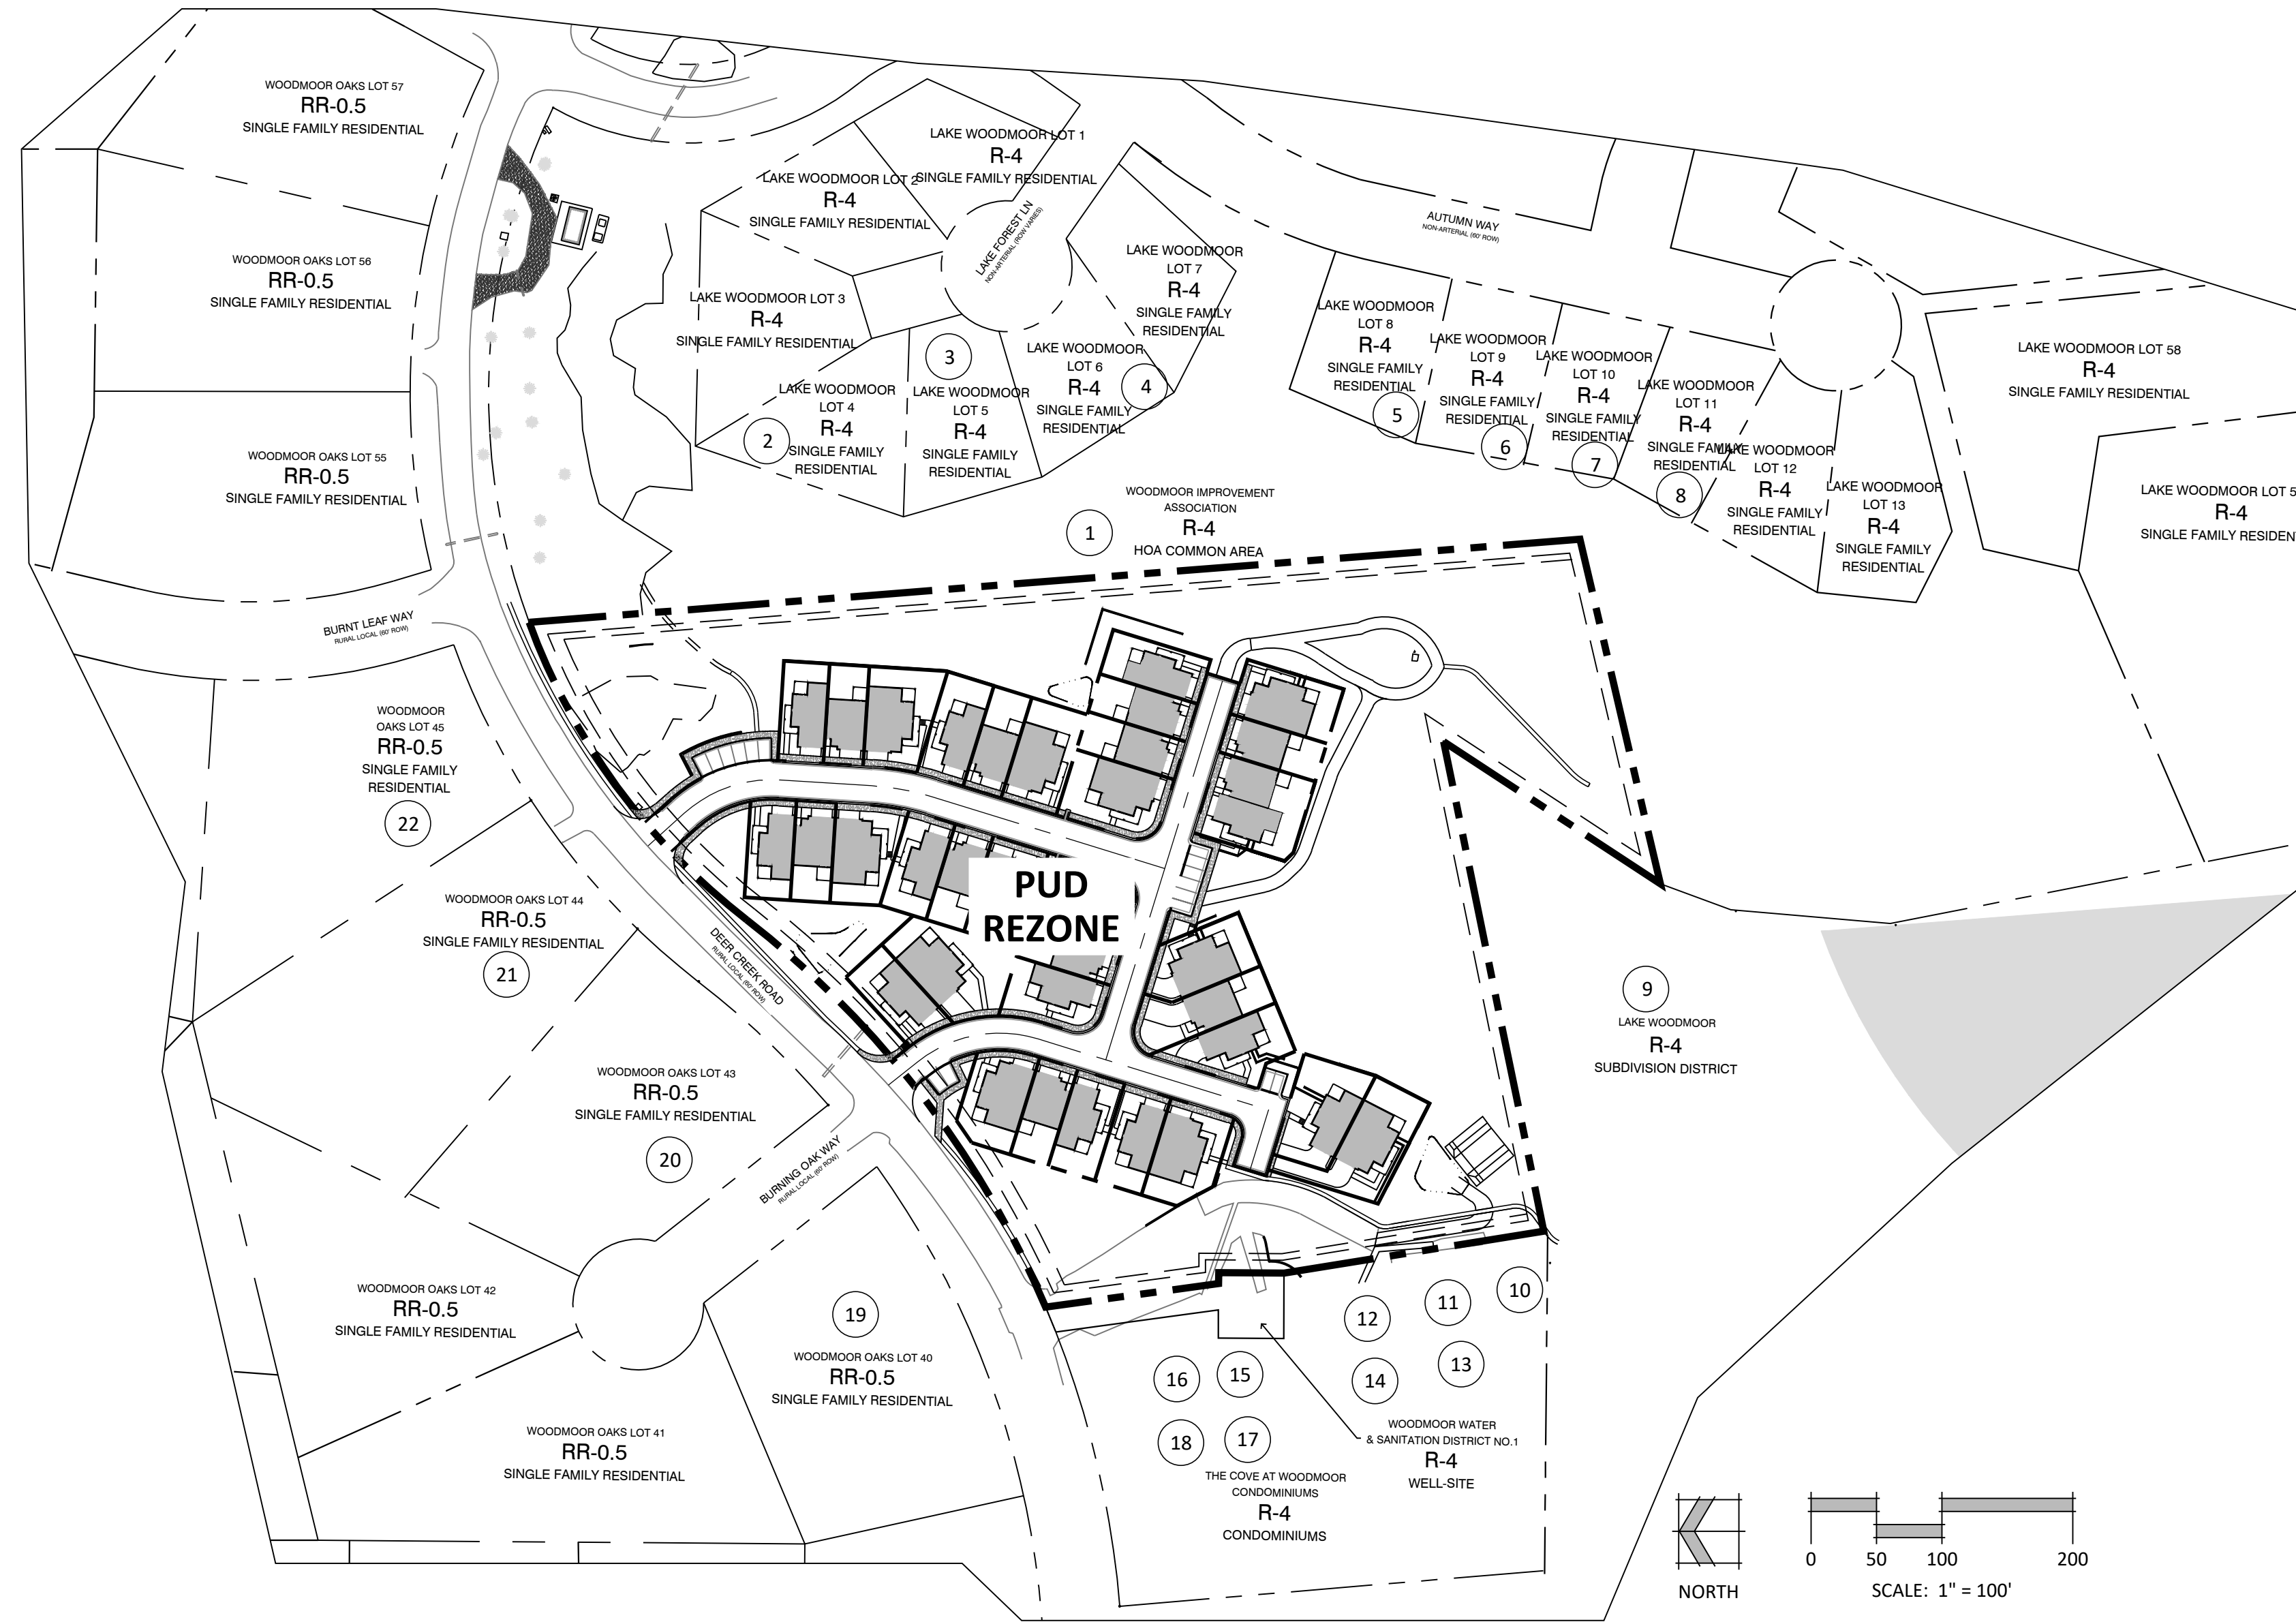 WOODMOOR OAKS LOT 57
RR-0.5
SINGLE FAMILY RESIDENTIAL
WOODMOOR OAKS LOT 56
RR-0.5
SINGLE FAMILY RESIDENTIAL
WOODMOOR OAKS LOT 55
RR-0.5
SINGLE FAMILY RESIDENTIAL
LAKE WOODMOOR LOT 1
R-4
SINGLE FAMILY RESIDENTIAL
LAKE WOODMOOR LOT 2
R-4
SINGLE FAMILY RESIDENTIAL
LAKE FOREST LN
NON-ARTERIAL (ROW VARIES)
LAKE WOODMOOR LOT 3
R-4
SINGLE FAMILY RESIDENTIAL
2
LAKE WOODMOOR
LOT 4
R-4
SINGLE FAMILY
RESIDENTIAL
3
LAKE WOODMOOR
LOT 5
R-4
SINGLE FAMILY
RESIDENTIAL
LAKE WOODMOOR
LOT 6
R-4
SINGLE FAMILY
RESIDENTIAL
4
LAKE WOODMOOR
LOT 7
R-4
SINGLE FAMILY
RESIDENTIAL
AUTUMN WAY
NON-ARTERIAL (60' ROW)
LAKE WOODMOOR
LOT 8
R-4
SINGLE FAMILY
RESIDENTIAL
5
LAKE WOODMOOR
LOT 9
R-4
SINGLE FAMILY
RESIDENTIAL
6
LAKE WOODMOOR
LOT 10
R-4
SINGLE FAMILY
RESIDENTIAL
7
LAKE WOODMOOR
LOT 11
R-4
SINGLE FAMILY
RESIDENTIAL
8
LAKE WOODMOOR
LOT 12
R-4
SINGLE FAMILY
RESIDENTIAL
LAKE WOODMOOR
LOT 13
R-4
SINGLE FAMILY
RESIDENTIAL
LAKE WOODMOOR LOT 58
R-4
SINGLE FAMILY RESIDENTIAL
LAKE WOODMOOR LOT 5
R-4
SINGLE FAMILY RESIDEN
1
WOODMOOR IMPROVEMENT
ASSOCIATION
R-4
HOA COMMON AREA
BURNT LEAF WAY
RURAL LOCAL (60' ROW)
WOODMOOR
OAKS LOT 45
RR-0.5
SINGLE FAMILY
RESIDENTIAL
22
WOODMOOR OAKS LOT 44
RR-0.5
SINGLE FAMILY RESIDENTIAL
21
DEER CREEK ROAD
RURAL LOCAL (60' ROW)
PUD
REZONE
9
LAKE WOODMOOR
R-4
SUBDIVISION DISTRICT
WOODMOOR OAKS LOT 43
RR-0.5
SINGLE FAMILY RESIDENTIAL
20
BURNING OAK WAY
RURAL LOCAL (60' ROW)
WOODMOOR OAKS LOT 42
RR-0.5
SINGLE FAMILY RESIDENTIAL
19
WOODMOOR OAKS LOT 40
RR-0.5
SINGLE FAMILY RESIDENTIAL
WOODMOOR OAKS LOT 41
RR-0.5
SINGLE FAMILY RESIDENTIAL
10
11
12
13
14
15
16
17
18
WOODMOOR WATER
& SANITATION DISTRICT NO.1
R-4
WELL-SITE
THE COVE AT WOODMOOR
CONDOMINIUMS
R-4
CONDOMINIUMS
NORTH
0 50 100 200
SCALE: 1" = 100'